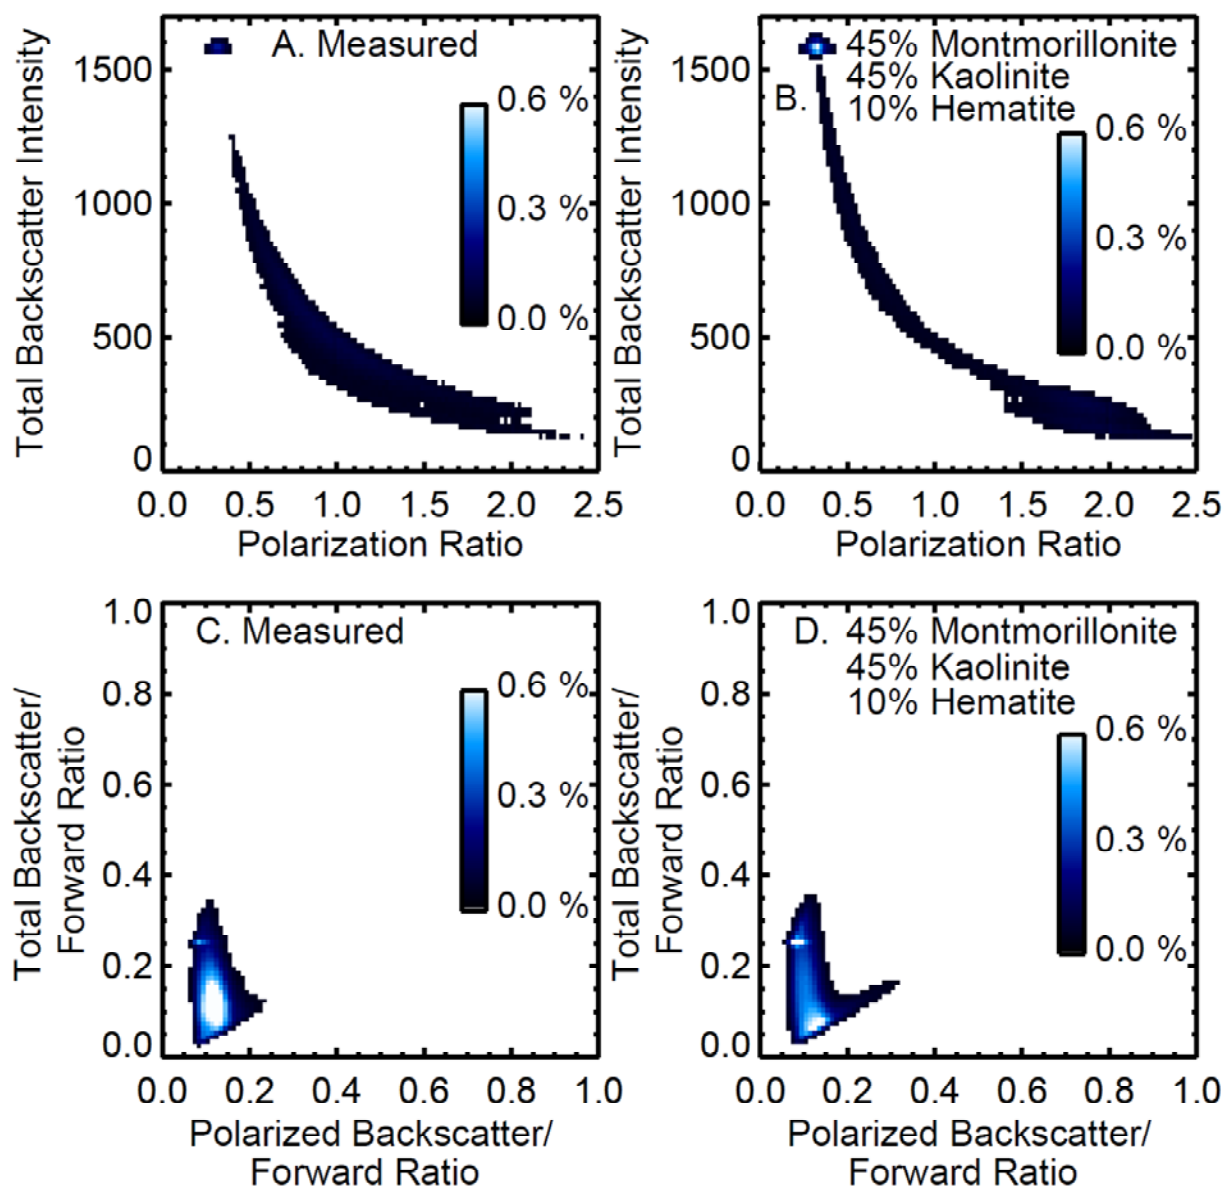 A. Measured
Total Backscatter Intensity
1500
1000
500
0
0.6 %
0.3 %
0.0 %
0.0 0.5 1.0 1.5 2.0 2.5
Polarization Ratio
45% Montmorillonite
45% Kaolinite
B. 10% Hematite
Total Backscatter Intensity
1500
1000
500
0
0.6 %
0.3 %
0.0 %
0.0 0.5 1.0 1.5 2.0 2.5
Polarization Ratio
C. Measured
Total Backscatter/
Forward Ratio
1.0
0.8
0.6
0.4
0.2
0.0
0.6 %
0.3 %
0.0 %
0.0 0.2 0.4 0.6 0.8 1.0
Polarized Backscatter/
Forward Ratio
D. 45% Montmorillonite
45% Kaolinite
10% Hematite
Total Backscatter/
Forward Ratio
1.0
0.8
0.6
0.4
0.2
0.0
0.6 %
0.3 %
0.0 %
0.0 0.2 0.4 0.6 0.8 1.0
Polarized Backscatter/
Forward Ratio